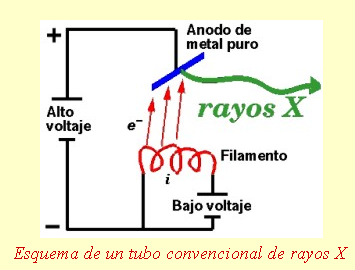 +
Anodo de
metal puro
rayos X
Alto
voltaje
e⁻
Filamento
i
Bajo voltaje
−
Esquema de un tubo convencional de rayos X